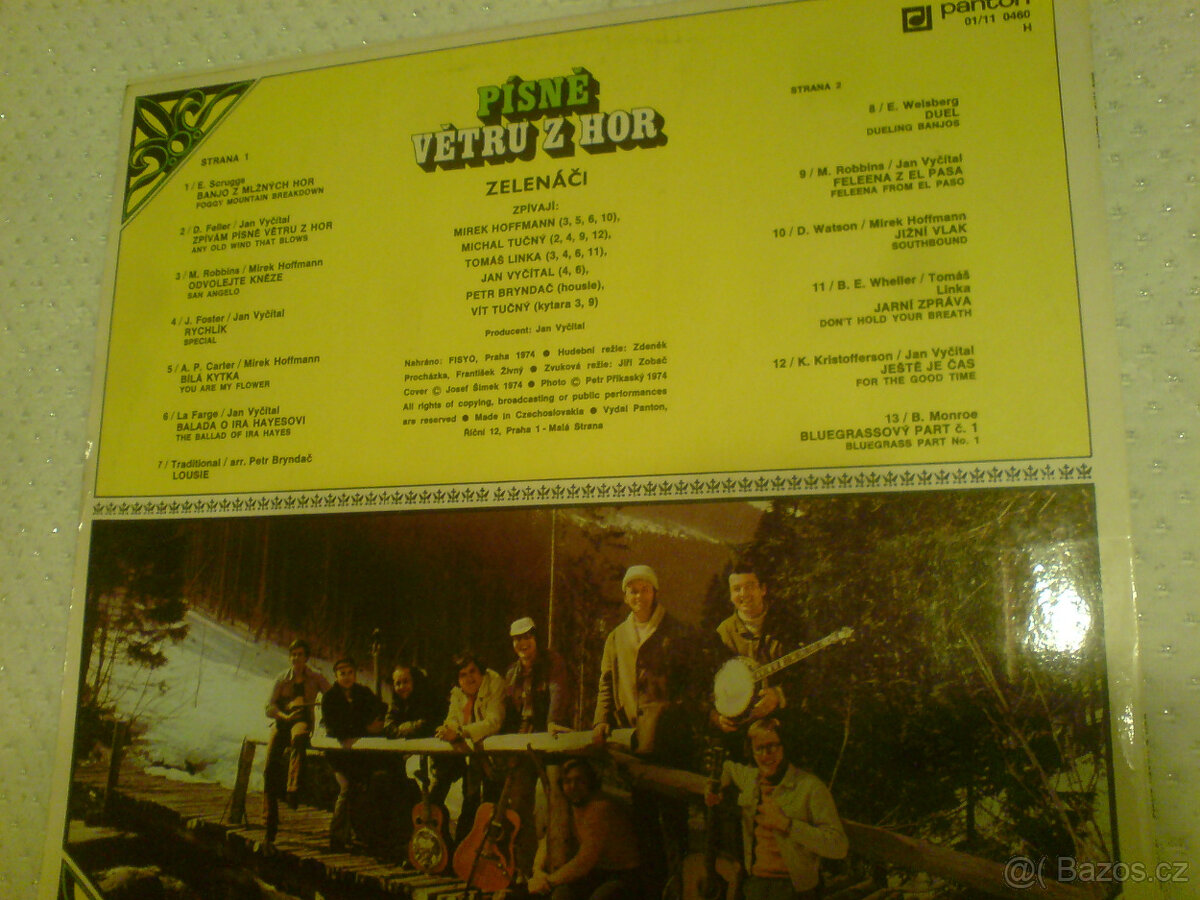 panton
01/11 0460
H
PÍSNĚ
VĚTRU Z HOR
ZELENÁČI
ZPÍVAJÍ:
MIREK HOFFMANN (3, 5, 6, 10),
MICHAL TUČNÝ (2, 4, 9, 12),
TOMÁŠ LINKA (3, 4, 6, 11),
JAN VYČÍTAL (4, 6),
PETR BRYNDAČ (housle),
VÍT TUČNÝ (kytara 3, 9)
Producent: Jan Vyčítal
Nahráno: FISYO, Praha 1974 ● Hudební režie: Zdeněk
Procházka, František Živný ● Zvuková režie: Jiří Zobač
Cover © Josef Šimek 1974 ● Photo © Petr Příkaský 1974
All rights of copying, broadcasting or public performances
are reserved ● Made in Czechoslovakia ● Vydal Panton,
Říční 12, Praha 1 - Malá Strana
STRANA 1
1 / E. Scruggs
BANJO Z MLŽNÝCH HOR
FOGGY MOUNTAIN BREAKDOWN
2 / D. Feller / Jan Vyčítal
ZPÍVÁM PÍSNĚ VĚTRU Z HOR
ANY OLD WIND THAT BLOWS
3 / M. Robbins / Mirek Hoffmann
ODVOLEJTE KNĚZE
SAN ANGELO
4 / J. Foster / Jan Vyčítal
RYCHLÍK
SPECIAL
5 / A. P. Carter / Mirek Hoffmann
BÍLÁ KYTKA
YOU ARE MY FLOWER
6 / La Farge / Jan Vyčítal
BALADA O IRA HAYESOVI
THE BALLAD OF IRA HAYES
7 / Traditional / arr. Petr Bryndač
LOUSIE
STRANA 2
8 / E. Weisberg
DUEL
DUELING BANJOS
9 / M. Robbins / Jan Vyčítal
FELEENA Z EL PASA
FELEENA FROM EL PASO
10 / D. Watson / Mirek Hoffmann
JIŽNÍ VLAK
SOUTHBOUND
11 / B. E. Wheller / Tomáš
Linka
JARNÍ ZPRÁVA
DON'T HOLD YOUR BREATH
12 / K. Kristofferson / Jan Vyčítal
JEŠTĚ JE ČAS
FOR THE GOOD TIME
13 / B. Monroe
BLUEGRASSOVÝ PART č. 1
BLUEGRASS PART No. 1
@( Bazos.cz